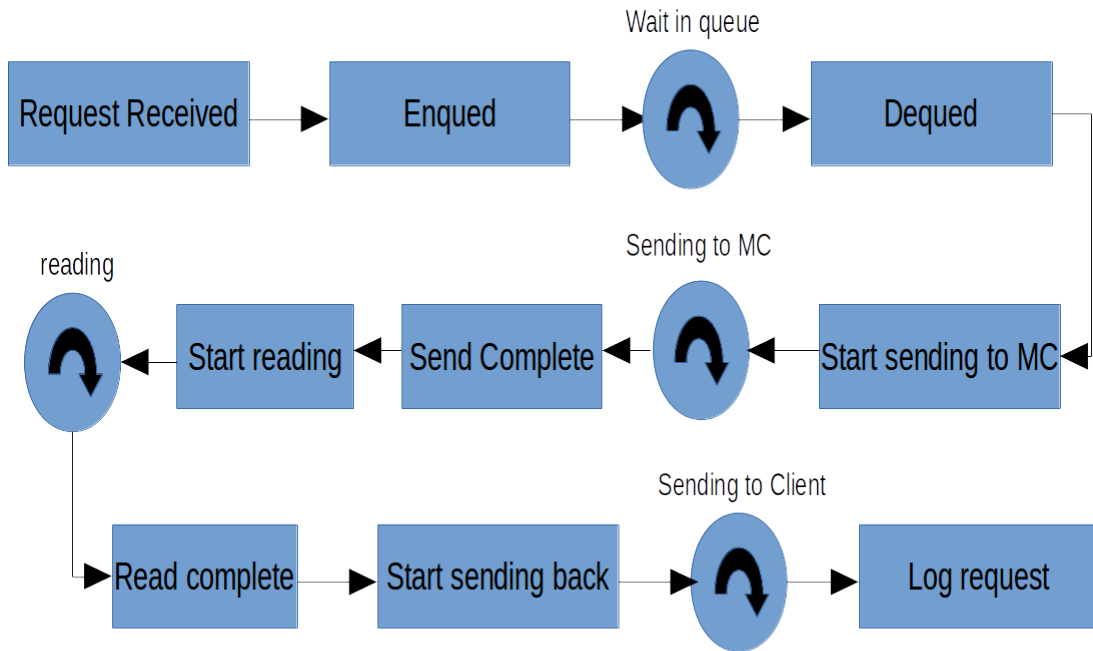 Wait in queue
Request Received
Enqued
Dequed
Sending to MC
reading
Start reading
Send Complete
Start sending to MC
Sending to Client
Read complete
Start sending back
Log request